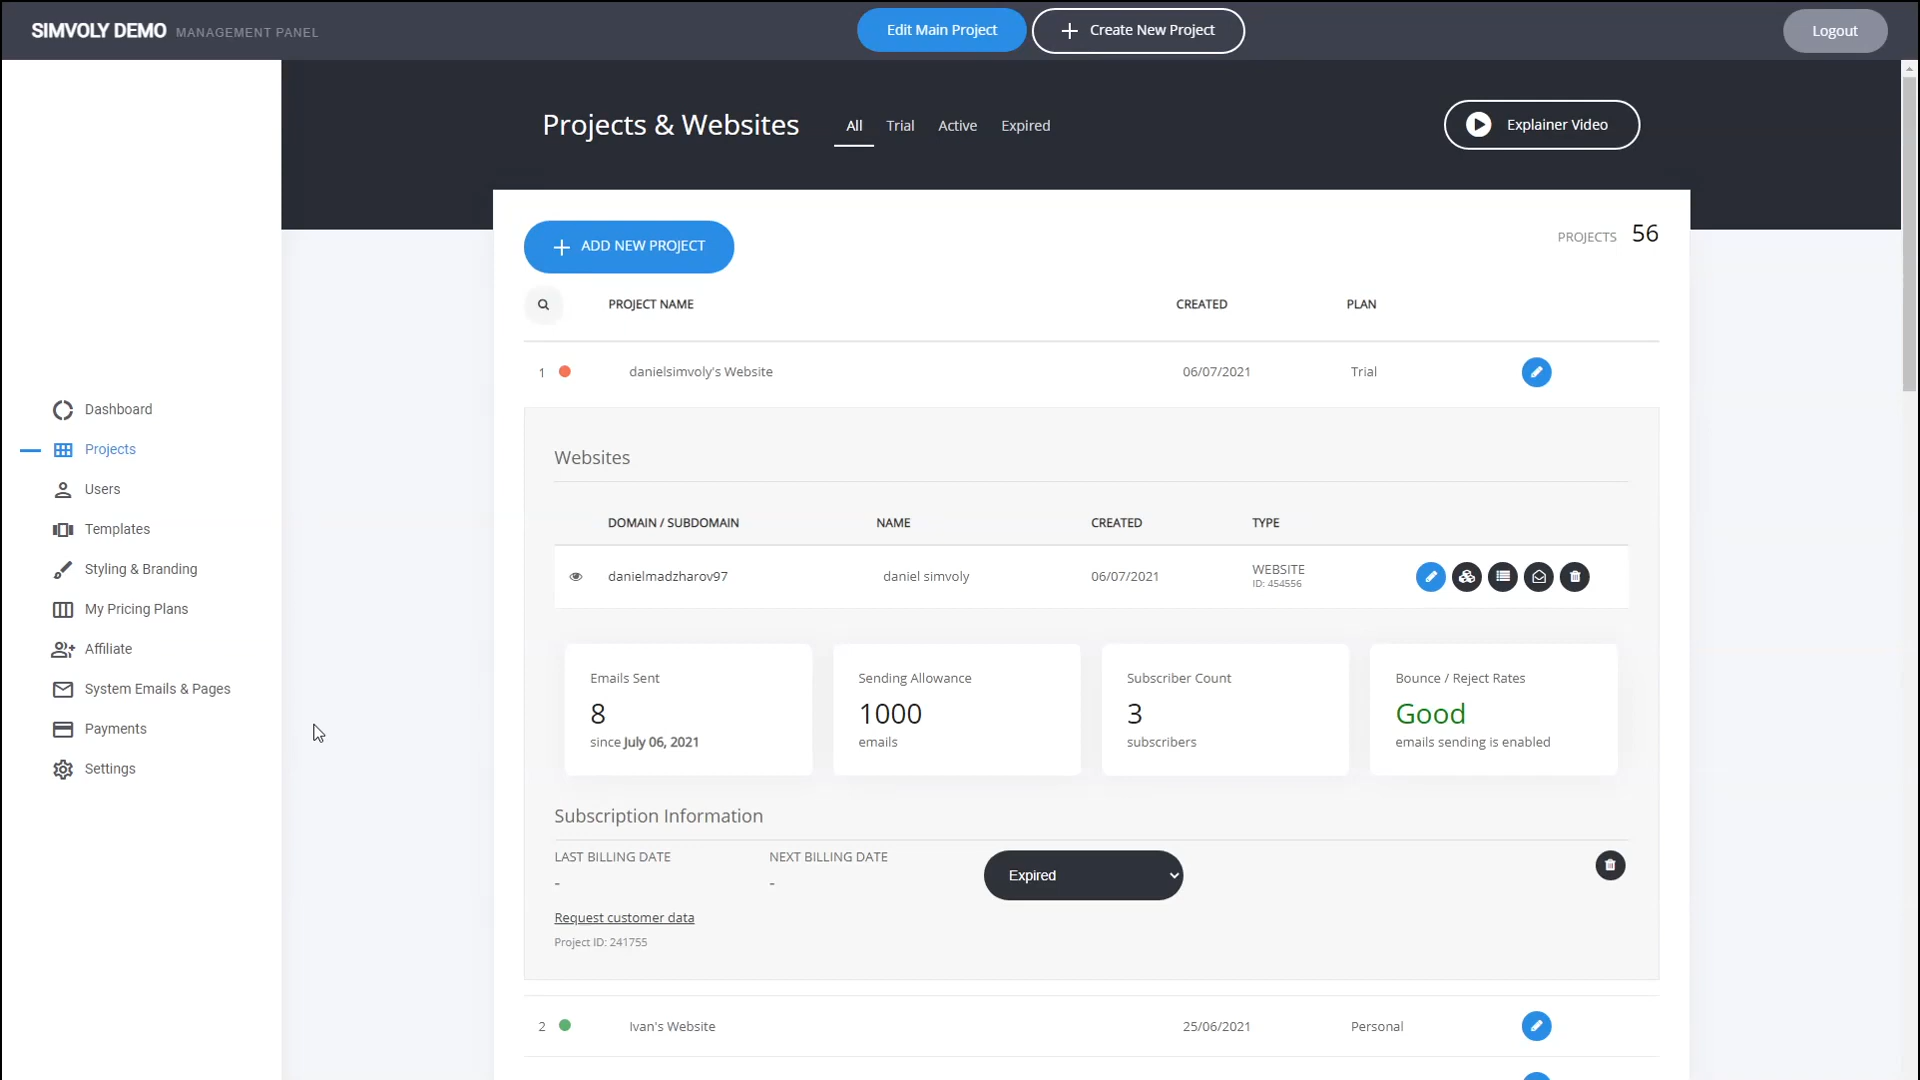 SIMVOLY DEMO MANAGEMENT PANEL
Edit Main Project
Create New Project
Logout
Projects & Websites
All
Trial
Active
Expired
Explainer Video
ADD NEW PROJECT
PROJECTS 56
PROJECT NAME
CREATED
PLAN
1
danielsimvoly's Website
06/07/2021
Trial
Dashboard
Projects
Users
Templates
Styling & Branding
My Pricing Plans
Affiliate
System Emails & Pages
Payments
Settings
Websites
DOMAIN / SUBDOMAIN
NAME
CREATED
TYPE
danielmadzharov97
daniel simvoly
06/07/2021
WEBSITE
ID: 454556
Emails Sent
8
since July 06, 2021
Sending Allowance
1000
emails
Subscriber Count
3
subscribers
Bounce / Reject Rates
Good
emails sending is enabled
Subscription Information
LAST BILLING DATE
-
NEXT BILLING DATE
-
Expired
Request customer data
Project ID: 241755
2
Ivan's Website
25/06/2021
Personal